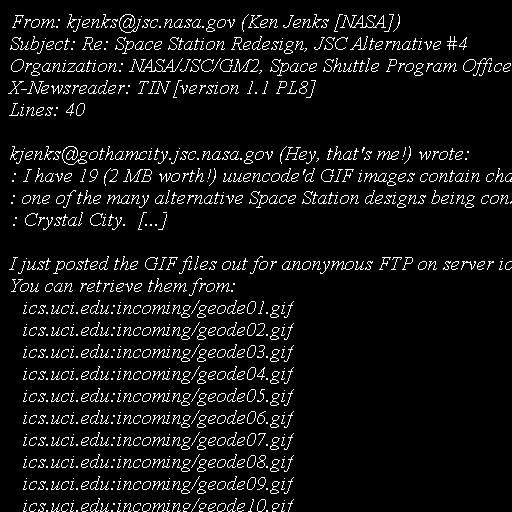 From: kjenks@jsc.nasa.gov (Ken Jenks [NASA])
Subject: Re: Space Station Redesign, JSC Alternative #4
Organization: NASA/JSC/GM2, Space Shuttle Program Office
X-Newsreader: TIN [version 1.1 PL8]
Lines: 40

kjenks@gothamcity.jsc.nasa.gov (Hey, that's me!) wrote:
: I have 19 (2 MB worth!) uuencode'd GIF images contain cha
: one of the many alternative Space Station designs being con
: Crystal City. [...]

I just posted the GIF files out for anonymous FTP on server ic
You can retrieve them from:
ics.uci.edu:incoming/geode01.gif
ics.uci.edu:incoming/geode02.gif
ics.uci.edu:incoming/geode03.gif
ics.uci.edu:incoming/geode04.gif
ics.uci.edu:incoming/geode05.gif
ics.uci.edu:incoming/geode06.gif
ics.uci.edu:incoming/geode07.gif
ics.uci.edu:incoming/geode08.gif
ics.uci.edu:incoming/geode09.gif
ics.uci.edu:incoming/geode10.gif